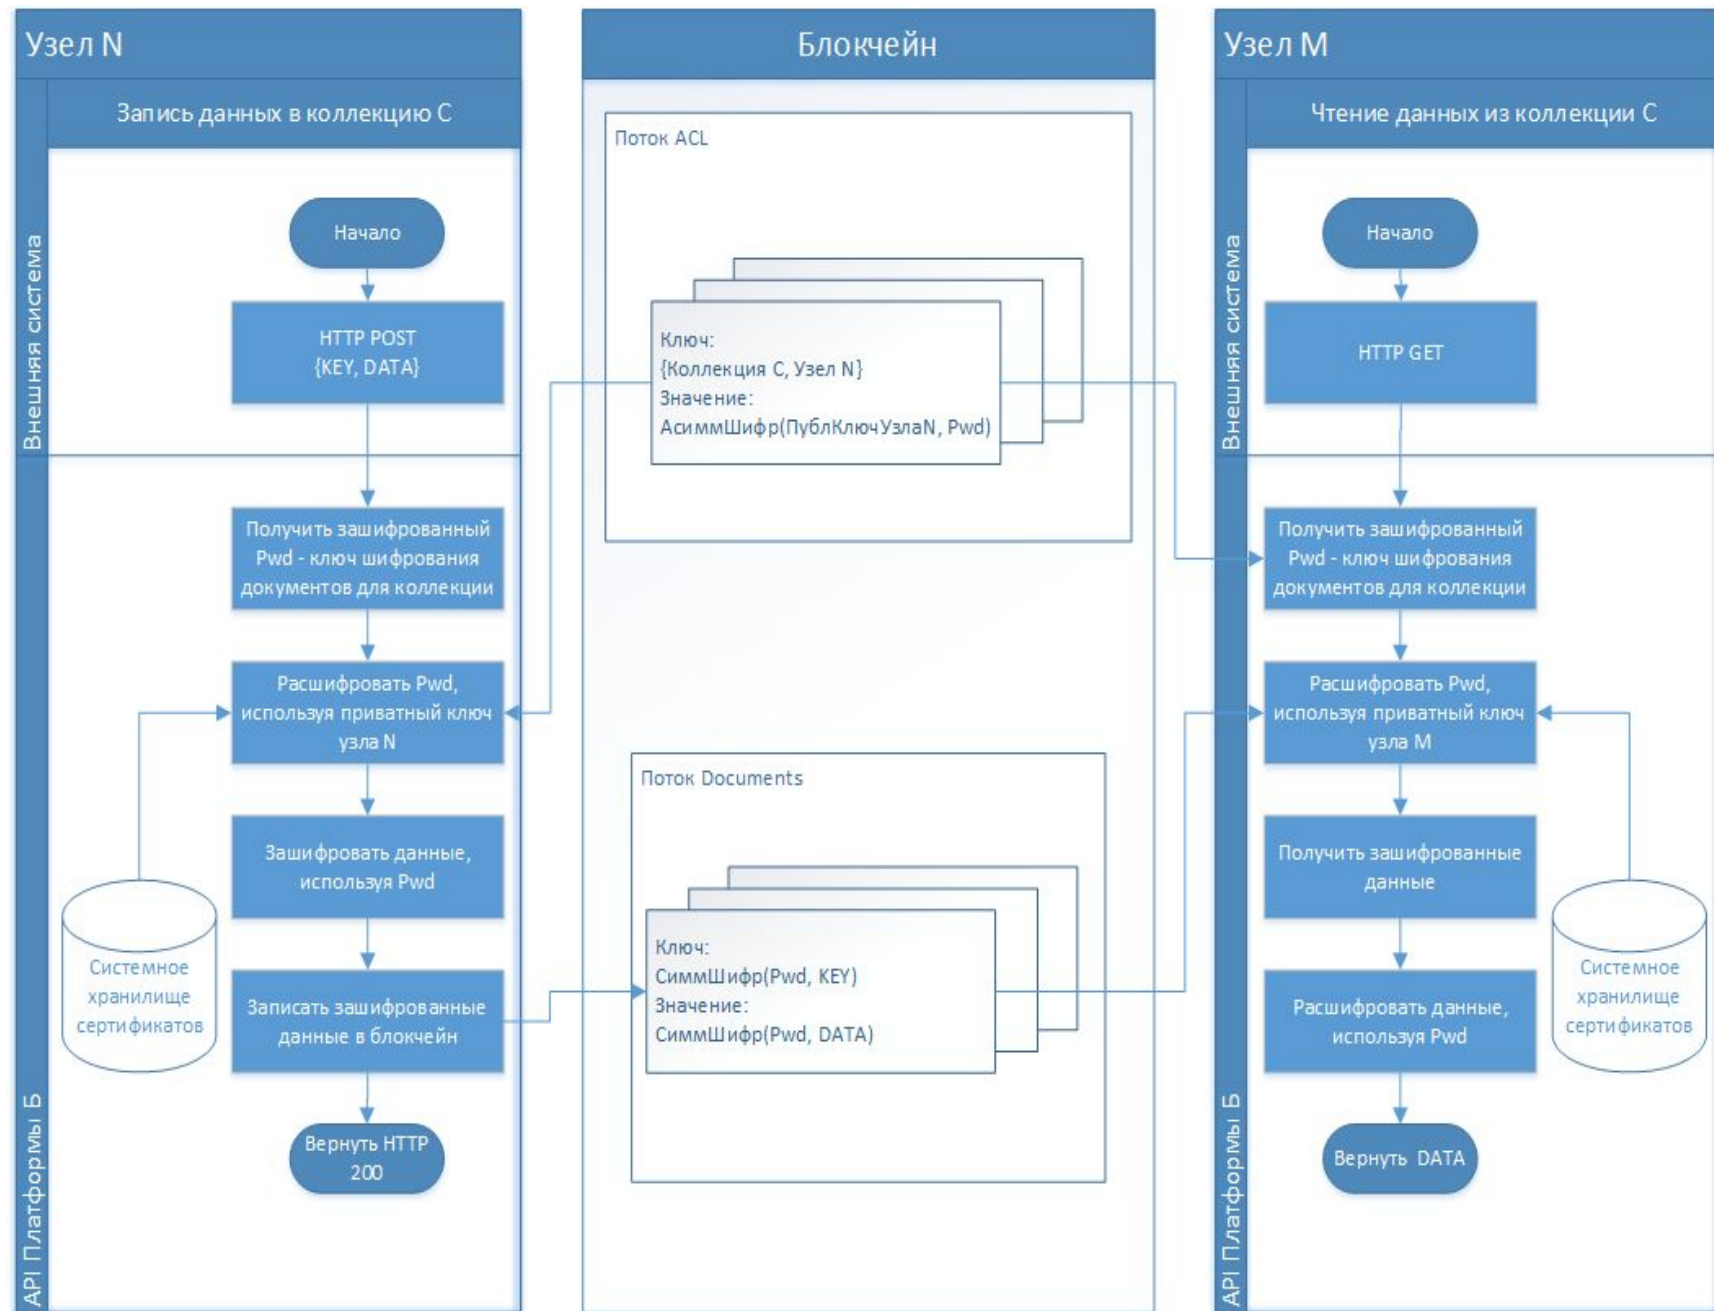 Узел N
Запись данных в коллекцию С
Внешняя система
Начало
HTTP POST
{KEY, DATA}
API Платформы Б
Получить зашифрованный
Pwd - ключ шифрования
документов для коллекции
Расшифровать Pwd,
используя приватный ключ
узла N
Зашифровать данные,
используя Pwd
Системное
хранилище
сертификатов
Записать зашифрованные
данные в блокчейн
Вернуть HTTP
200
Блокчейн
Поток ACL
Ключ:
{Коллекция С, Узел N}
Значение:
АсиммШифр(ПублКлючУзлаN, Pwd)
Поток Documents
Ключ:
СиммШифр(Pwd, KEY)
Значение:
СиммШифр(Pwd, DATA)
Узел M
Чтение данных из коллекции С
Внешняя система
Начало
HTTP GET
API Платформы Б
Получить зашифрованный
Pwd - ключ шифрования
документов для коллекции
Расшифровать Pwd,
используя приватный ключ
узла M
Получить зашифрованные
данные
Системное
хранилище
сертификатов
Расшифровать данные,
используя Pwd
Вернуть DATA